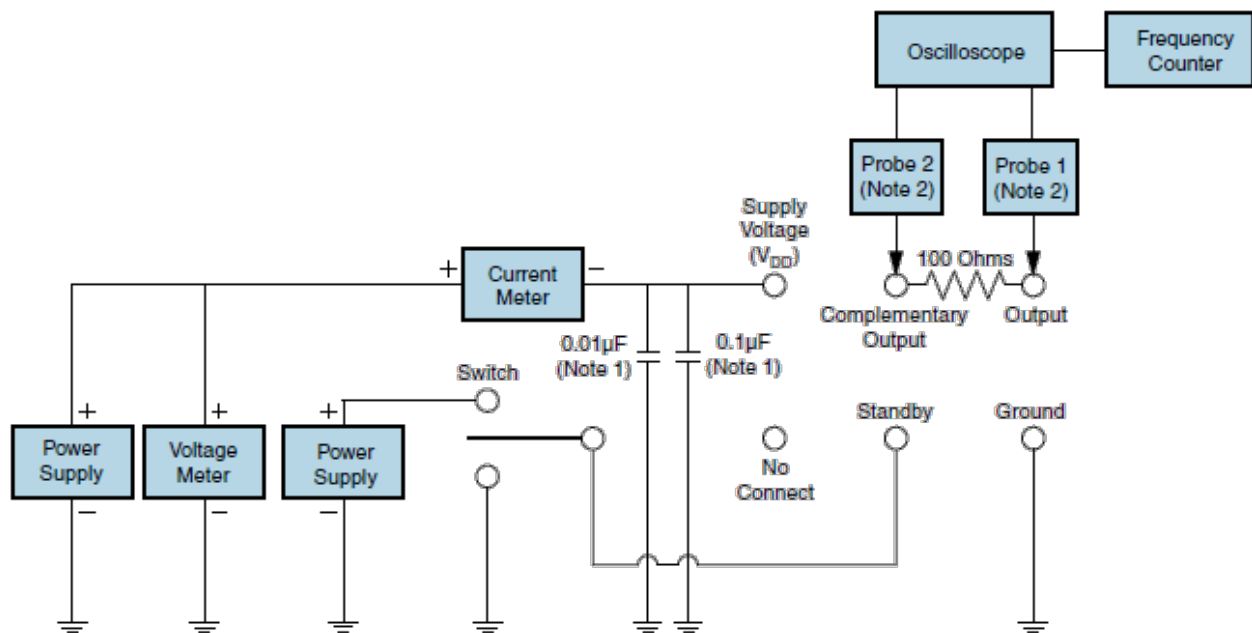 Oscilloscope
Frequency
Counter
Probe 2
(Note 2)
Probe 1
(Note 2)
Supply
Voltage
(VDD)
100 Ohms
+
Current
Meter
−
Complementary
Output
Output
0.01µF
(Note 1)
0.1µF
(Note 1)
Switch
Standby
Ground
+
+
+
Power
Supply
Voltage
Meter
Power
Supply
No
Connect
−
−
−